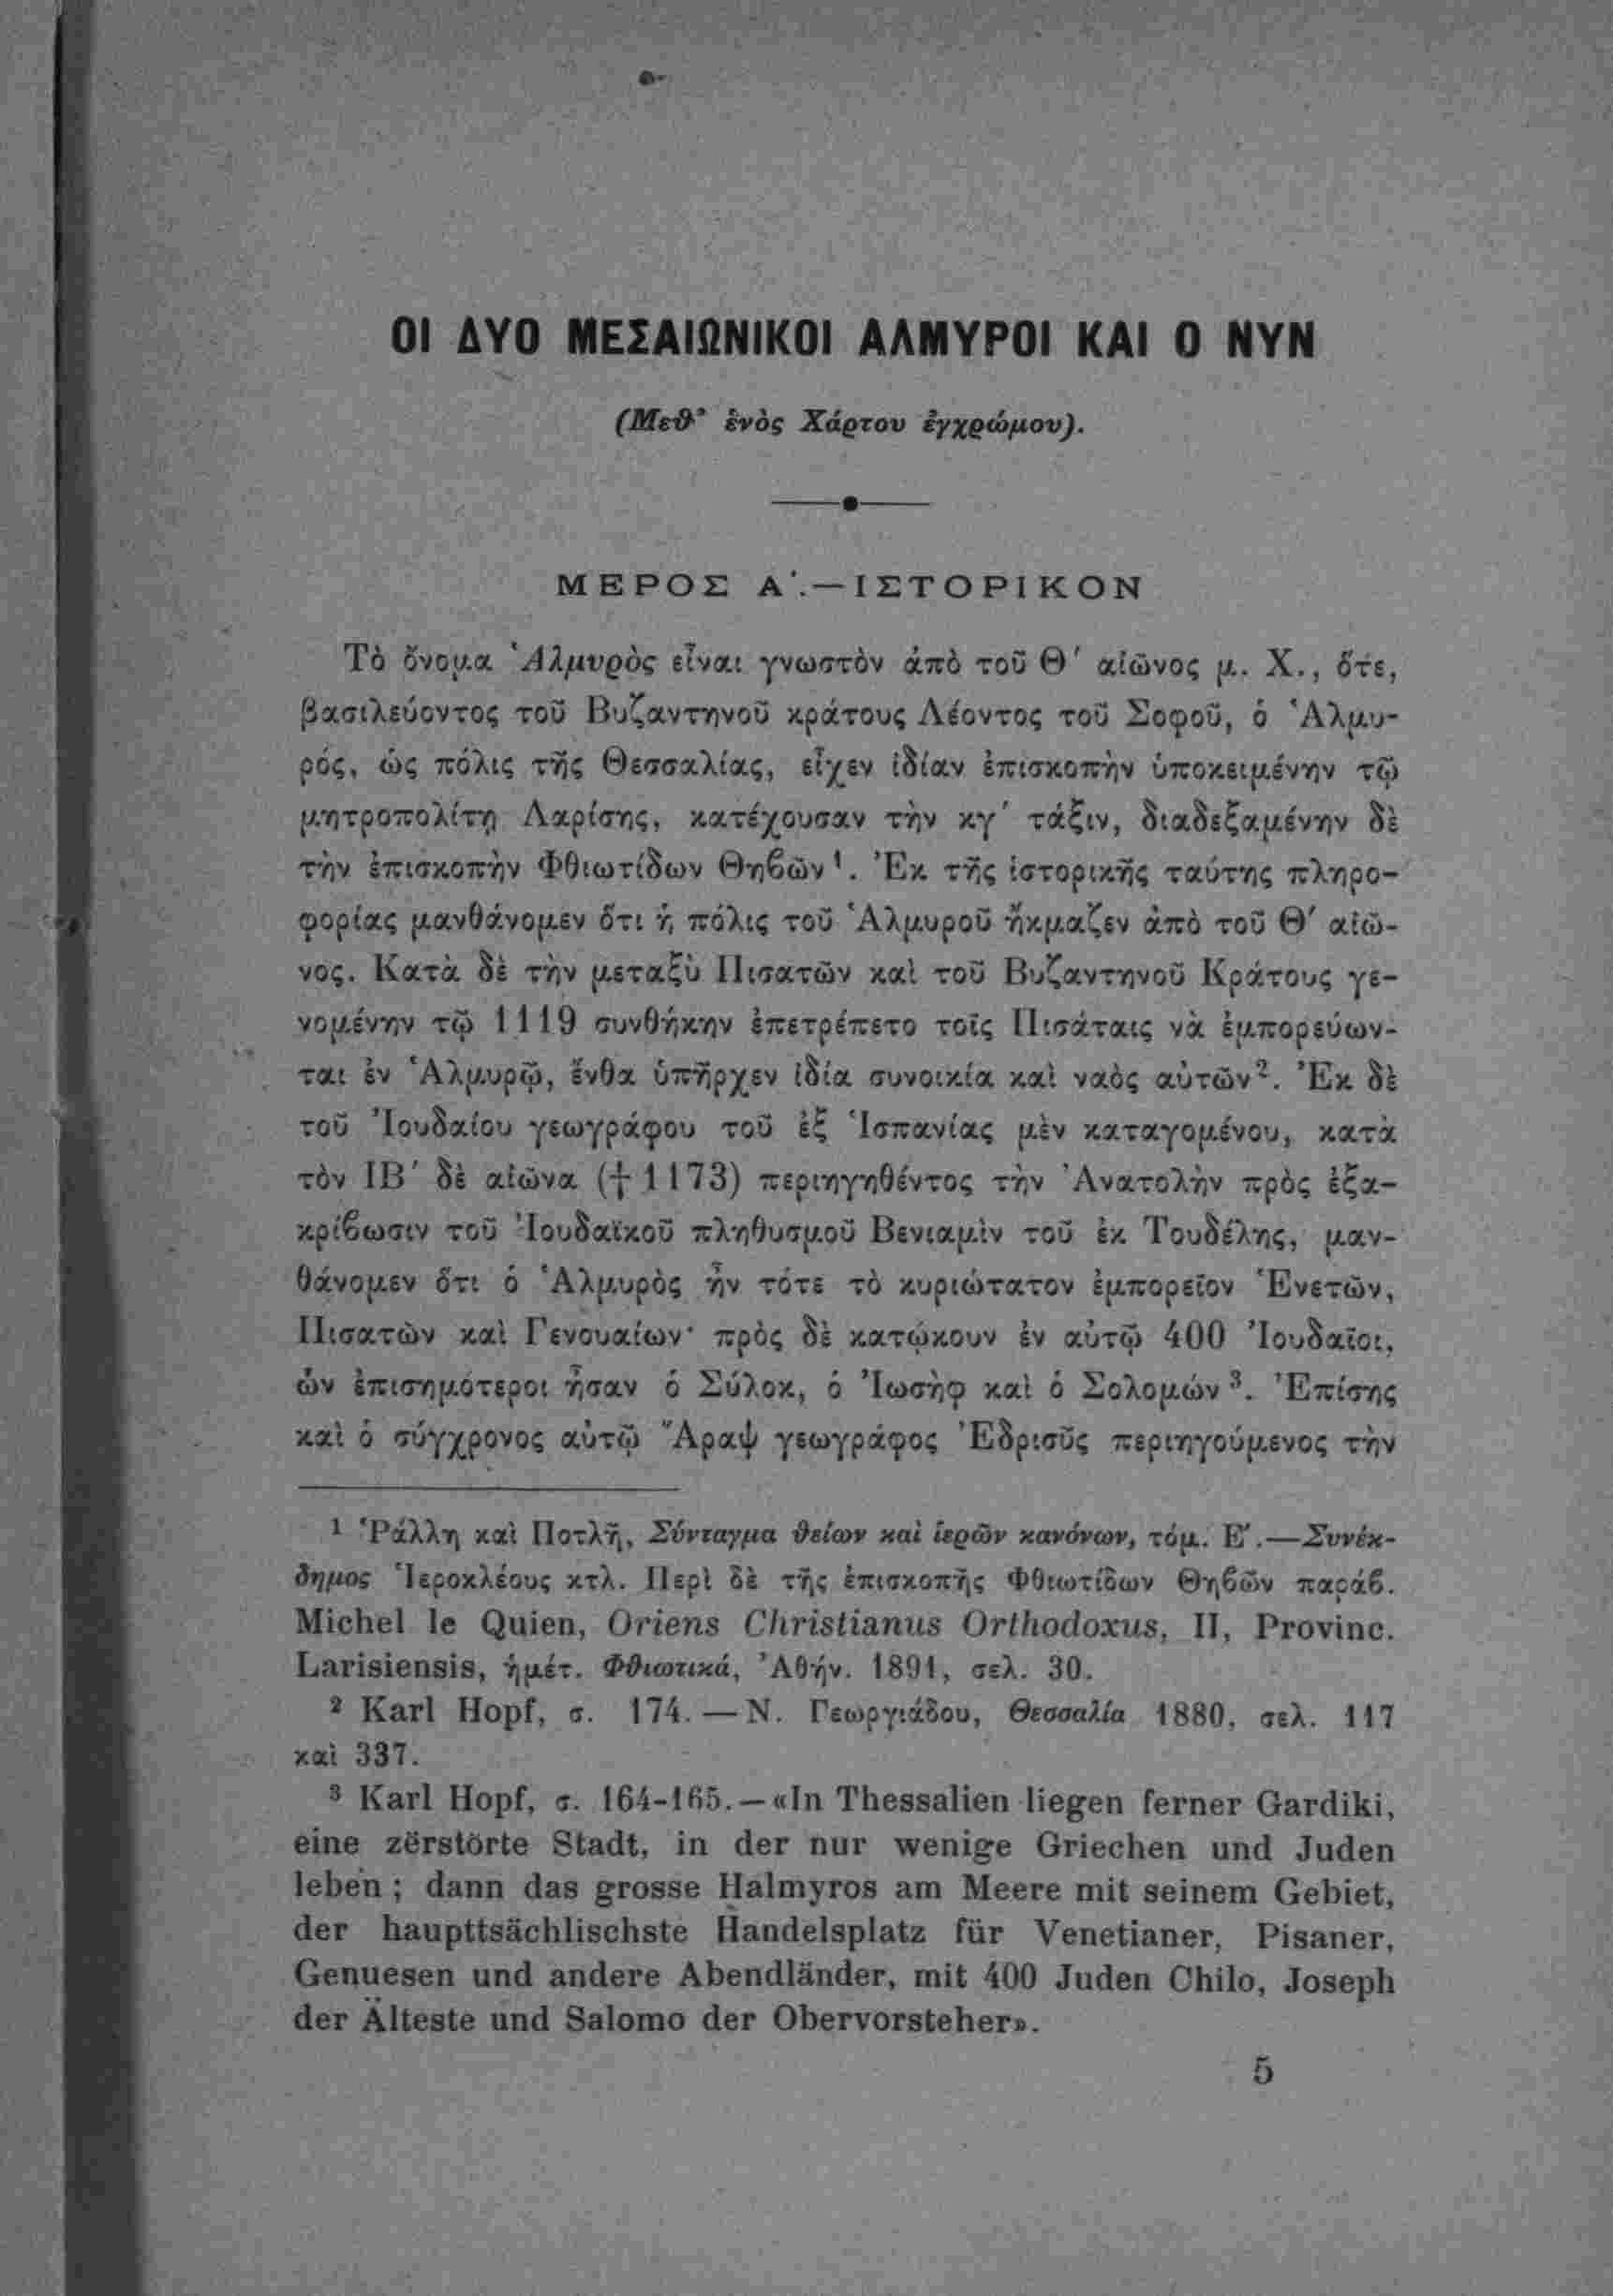 ΟΙ ΔΥΟ ΜΕΣΑΙΩΝΙΚΟΙ ΑΛΜΥΡΟΙ ΚΑΙ Ο ΝΥΝ
(Μεθ' ἑνὸς Χάρτου ἐγχρώμου).
ΜΕΡΟΣ Α'.—ΙΣΤΟΡΙΚΟΝ
Τὸ ὄνομα Ἁλμυρὸς εἶναι γνωστὸν ἀπὸ τοῦ Θ' αἰῶνος μ. Χ., ὅτε,
βασιλεύοντος τοῦ Βυζαντηνοῦ κράτους Λέοντος τοῦ Σοφοῦ, ὁ Ἁλμυ-
ρός, ὡς πόλις τῆς Θεσσαλίας, εἶχεν ἰδίαν ἐπισκοπὴν ὑποκειμένην τῷ
μητροπολίτῃ Λαρίσης, κατέχουσαν τὴν κγ' τάξιν, διαδεξαμένην δὲ
τὴν ἐπισκοπὴν Φθιωτίδων Θηβῶν¹. Ἐκ τῆς ἱστορικῆς ταύτης πληρο-
φορίας μανθάνομεν ὅτι ἡ πόλις τοῦ Ἁλμυροῦ ἤκμαζεν ἀπὸ τοῦ Θ' αἰῶ-
νος. Κατὰ δὲ τὴν μεταξὺ Πισατῶν καὶ τοῦ Βυζαντηνοῦ Κράτους γε-
νομένην τῷ 1119 συνθήκην ἐπετρέπετο τοῖς Πισάταις νὰ ἐμπορεύων-
ται ἐν Ἁλμυρῷ, ἔνθα ὑπῆρχεν ἰδία συνοικία καὶ ναὸς αὐτῶν². Ἐκ δὲ
τοῦ Ἰουδαίου γεωγράφου τοῦ ἐξ Ἱσπανίας μὲν καταγομένου, κατὰ
τὸν ΙΒ' δὲ αἰῶνα († 1173) περιηγηθέντος τὴν Ἀνατολὴν πρὸς ἐξα-
κρίβωσιν τοῦ Ἰουδαϊκοῦ πληθυσμοῦ Βενιαμὶν τοῦ ἐκ Τουδέλης, μαν-
θάνομεν ὅτι ὁ Ἁλμυρὸς ἦν τότε τὸ κυριώτατον ἐμπορεῖον Ἑνετῶν,
Πισατῶν καὶ Γενουαίων· πρὸς δὲ κατῴκουν ἐν αὐτῷ 400 Ἰουδαῖοι,
ὧν ἐπισημότεροι ἦσαν ὁ Σύλοκ, ὁ Ἰωσὴφ καὶ ὁ Σολομών³. Ἐπίσης
καὶ ὁ σύγχρονος αὐτῷ Ἄραψ γεωγράφος Ἐδρισῦς περιηγούμενος τὴν
¹ Ῥάλλη καὶ Ποτλῆ, Σύνταγμα θείων καὶ ἱερῶν κανόνων, τόμ. Ε'.—Συνέκ-
δημος Ἱεροκλέους κτλ. Περὶ δὲ τῆς ἐπισκοπῆς Φθιωτίδων Θηβῶν παράβ.
Michel le Quien, Oriens Christianus Orthodoxus, II, Provinc.
Larisiensis, ἡμέτ. Φθιωτικά, Ἀθήν. 1891, σελ. 30.
² Karl Hopf, σ. 174.—Ν. Γεωργιάδου, Θεσσαλία 1880, σελ. 117
καὶ 337.
³ Karl Hopf, σ. 164-165.—«In Thessalien liegen ferner Gardiki,
eine zërstörte Stadt, in der nur wenige Griechen und Juden
leben ; dann das grosse Halmyros am Meere mit seinem Gebiet,
der haupttsächlischste Handelsplatz für Venetianer, Pisaner,
Genuesen und andere Abendländer, mit 400 Juden Chilo, Joseph
der Älteste und Salomo der Obervorsteher».
5